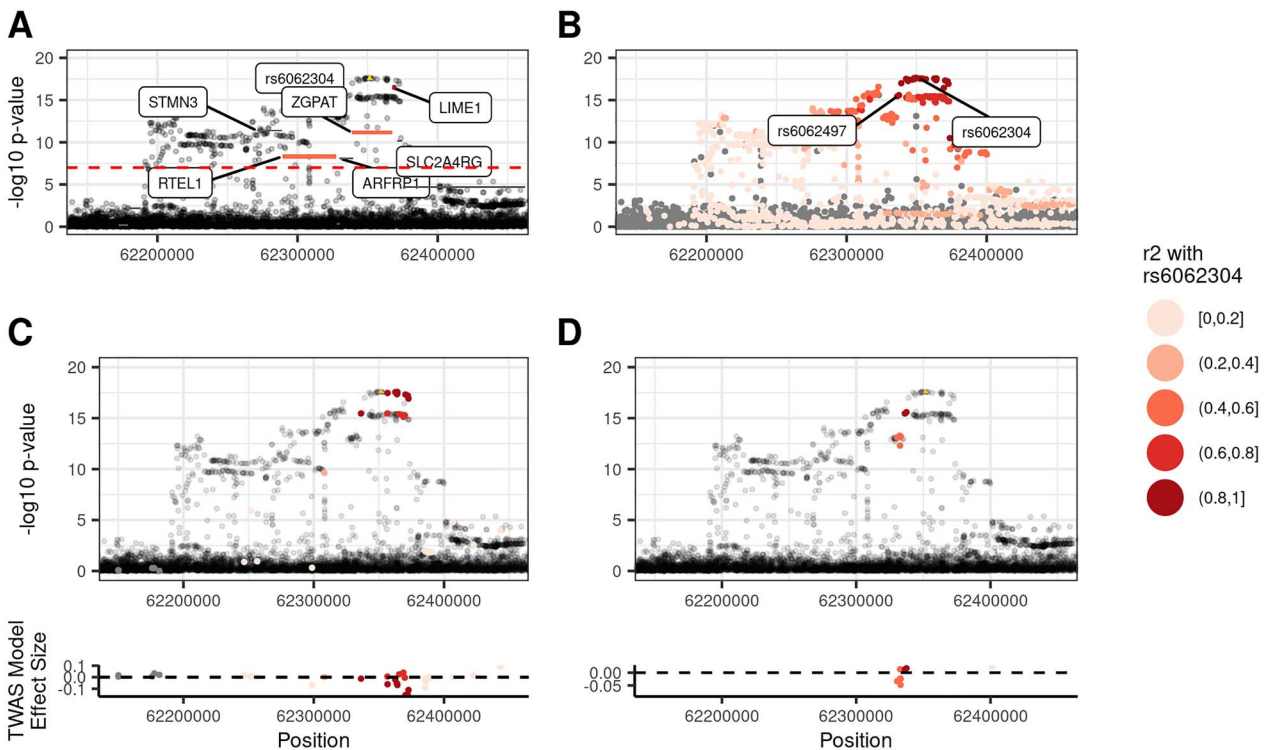 A
B
-log10 p-value
20
15
10
5
0
rs6062304
STMN3
ZGPAT
LIME1
SLC2A4RG
RTEL1
ARFRP1
62200000
62300000
62400000
20
15
10
5
0
rs6062497
rs6062304
62200000
62300000
62400000
r2 with
rs6062304
[0,0.2]
(0.2,0.4]
(0.4,0.6]
(0.6,0.8]
(0.8,1]
C
D
-log10 p-value
20
15
10
5
0
62200000
62300000
62400000
20
15
10
5
0
62200000
62300000
62400000
TWAS Model
Effect Size
0.1
0.0
-0.1
62200000
62300000
62400000
Position
0.00
-0.05
62200000
62300000
62400000
Position